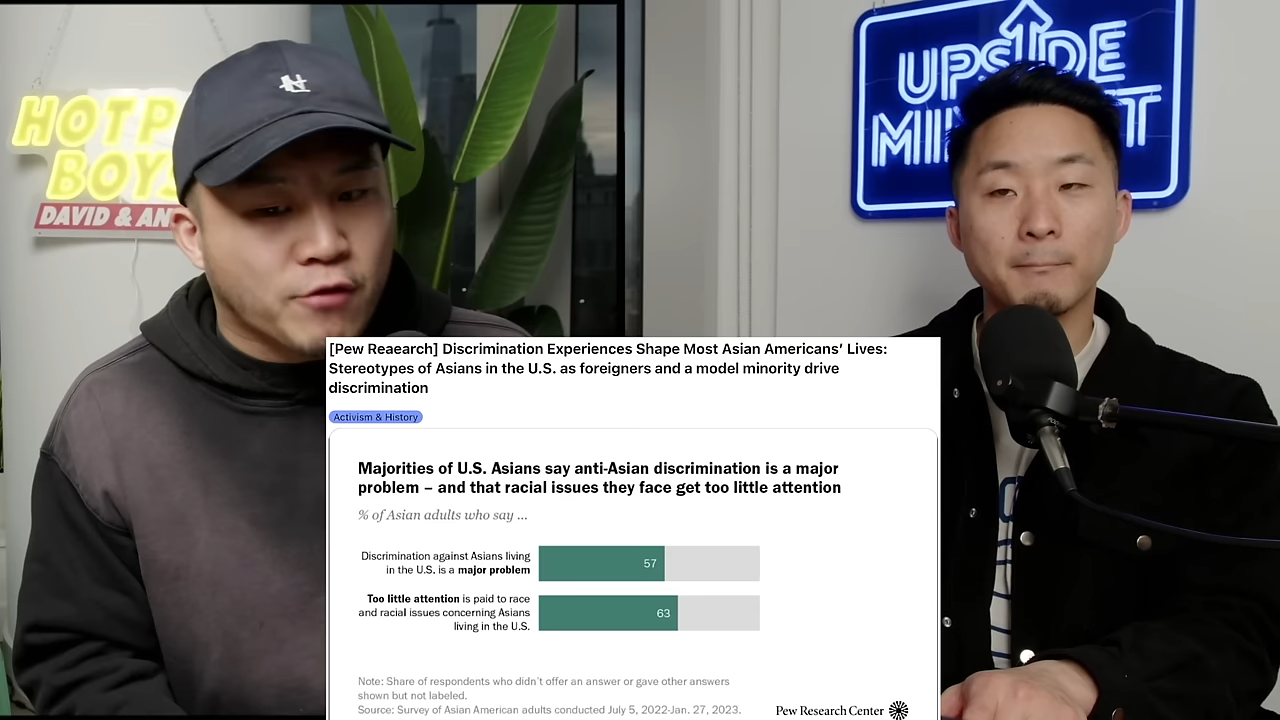 HOT P
BOYS
DAVID & AN
UPSIDE
MI T
[Pew Reaearch] Discrimination Experiences Shape Most Asian Americans’ Lives:
Stereotypes of Asians in the U.S. as foreigners and a model minority drive
discrimination
Activism & History
Majorities of U.S. Asians say anti-Asian discrimination is a major
problem – and that racial issues they face get too little attention
% of Asian adults who say ...
Discrimination against Asians living
in the U.S. is a major problem
57
Too little attention is paid to race
and racial issues concerning Asians
living in the U.S.
63
Note: Share of respondents who didn’t offer an answer or gave other answers
shown but not labeled.
Source: Survey of Asian American adults conducted July 5, 2022-Jan. 27, 2023.
Pew Research Center